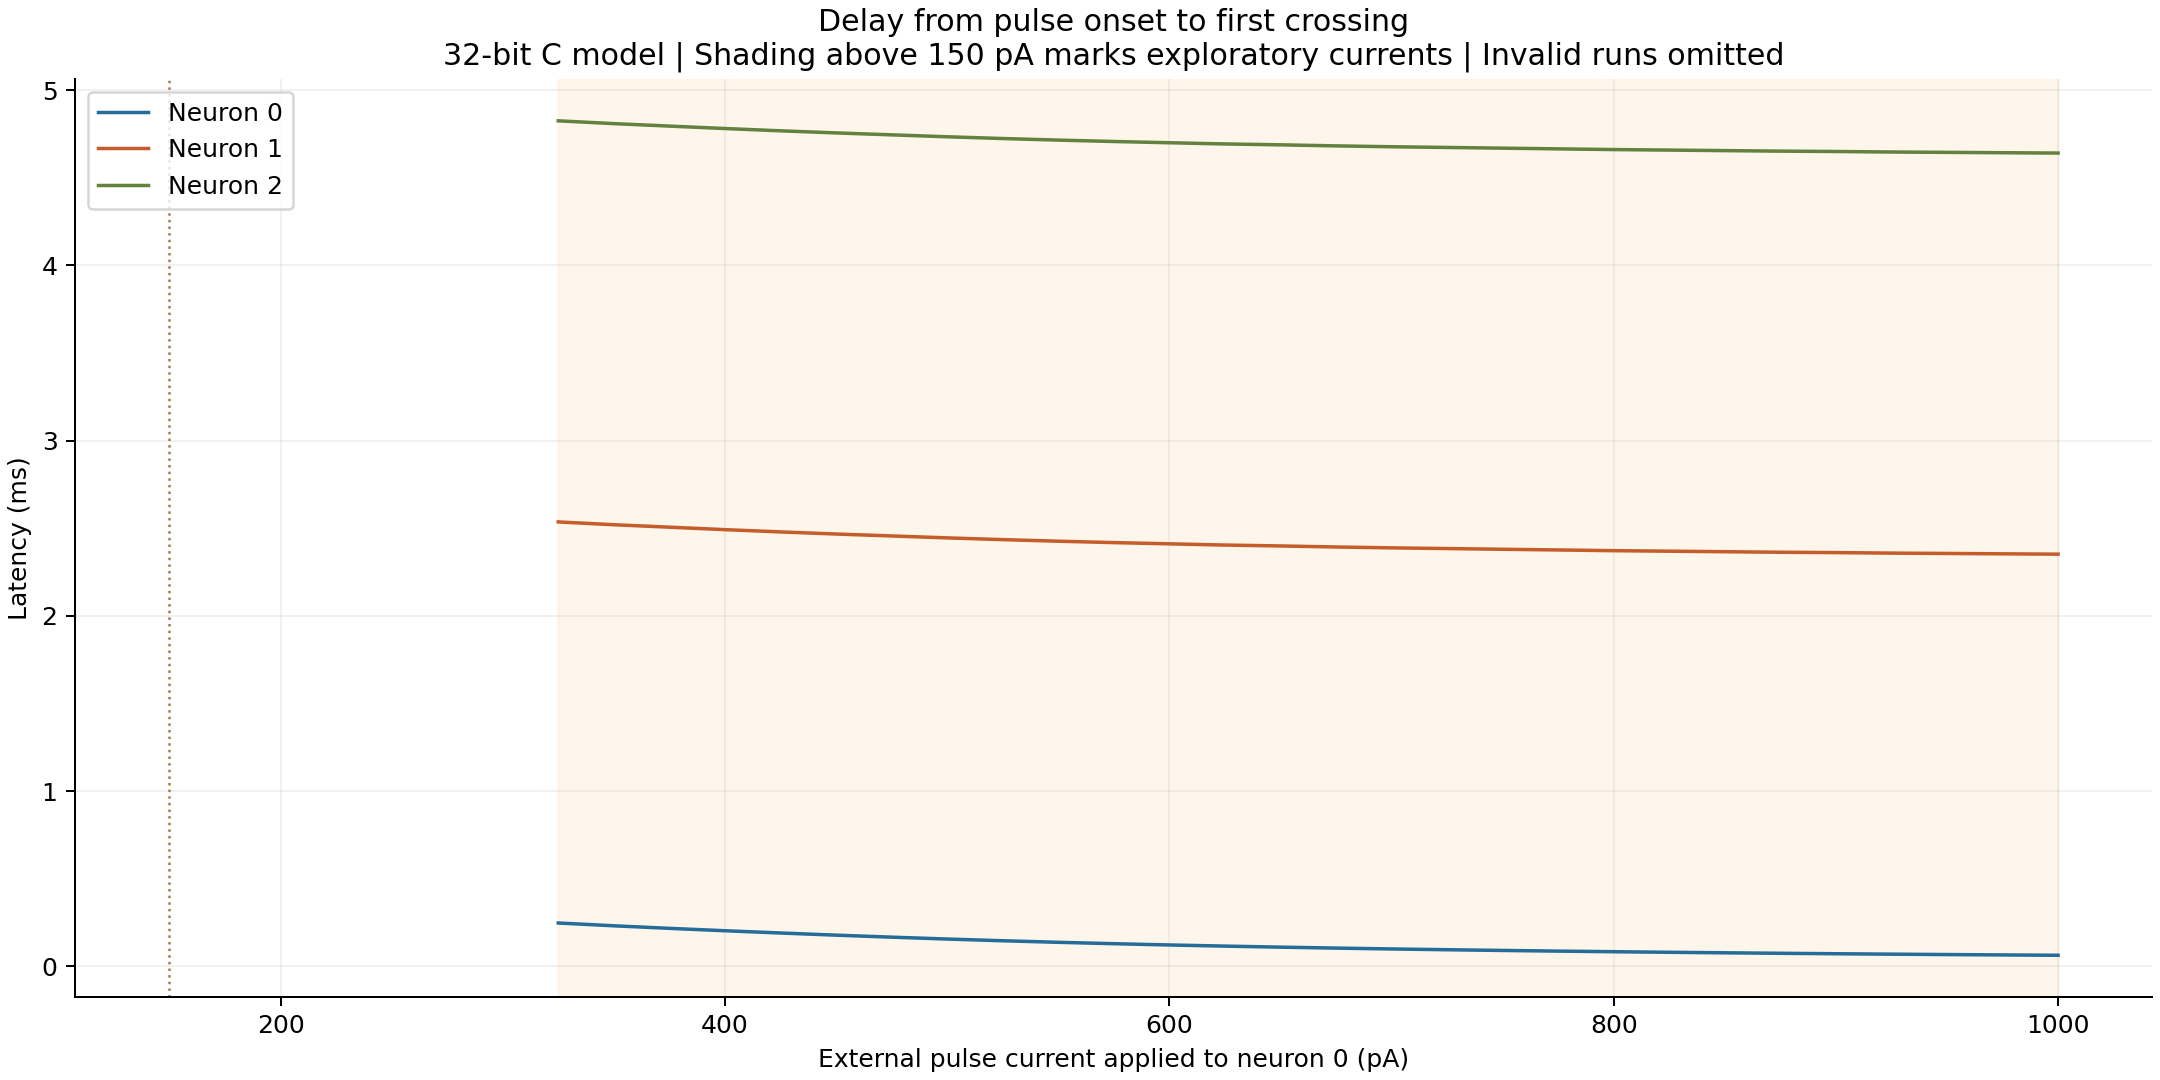 Delay from pulse onset to first crossing
32-bit C model | Shading above 150 pA marks exploratory currents | Invalid runs omitted
Neuron 0
Neuron 1
Neuron 2
Latency (ms)
5
4
3
2
1
0
200
400
600
800
1000
External pulse current applied to neuron 0 (pA)